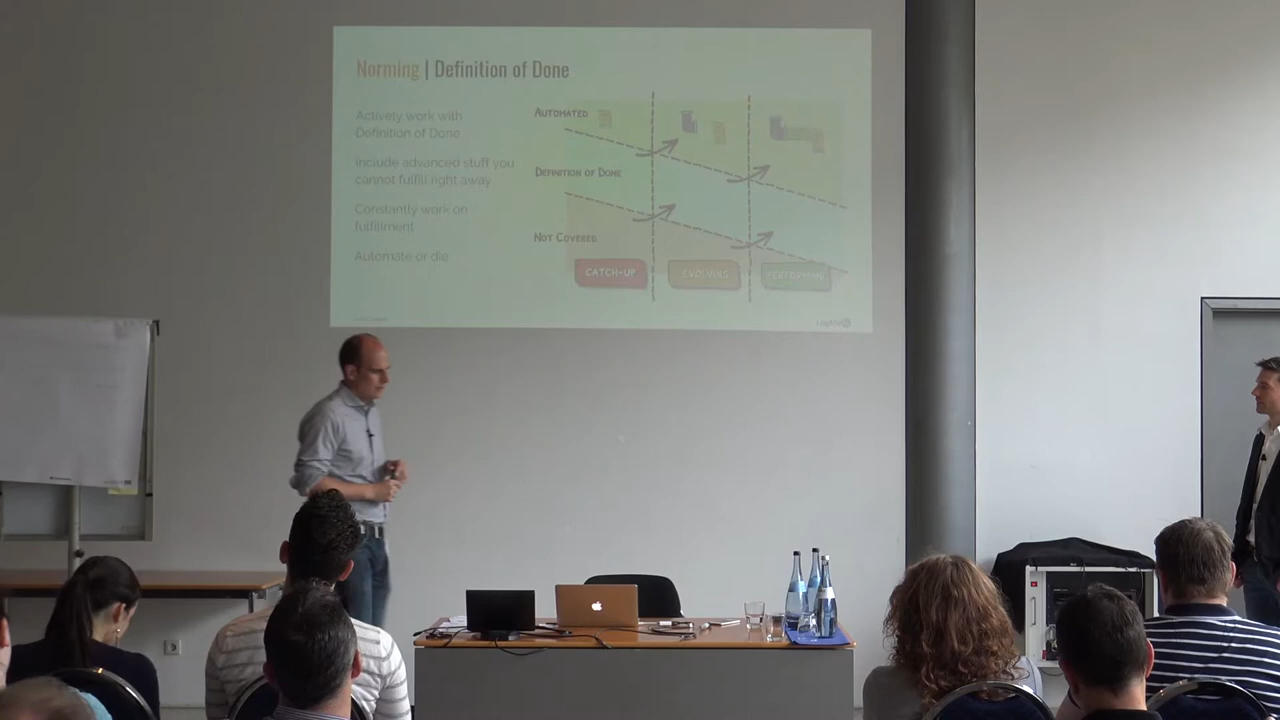 Norming | Definition of Done
Actively work with
Definition of Done
Include advanced stuff you
cannot fulfill right away
Constantly work on
fulfillment
Automate or die
AUTOMATED
DEFINITION OF DONE
NOT COVERED
CATCH-UP
EVOLVING
PERFORMING